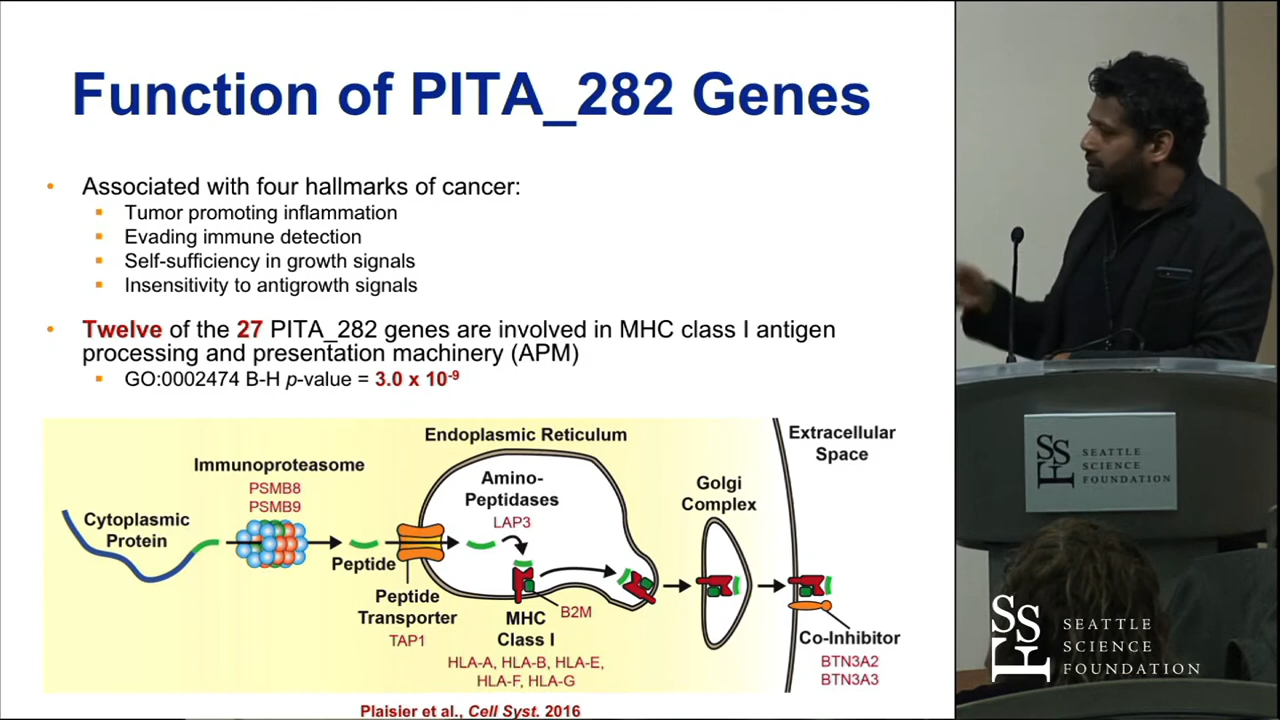 Function of PITA_282 Genes
• Associated with four hallmarks of cancer:
▪ Tumor promoting inflammation
▪ Evading immune detection
▪ Self-sufficiency in growth signals
▪ Insensitivity to antigrowth signals
• Twelve of the 27 PITA_282 genes are involved in MHC class I antigen
processing and presentation machinery (APM)
▪ GO:0002474 B-H p-value = 3.0 x 10⁻⁹
Endoplasmic Reticulum
Extracellular
Space
Immunoproteasome
PSMB8
PSMB9
Amino-
Peptidases
LAP3
Golgi
Complex
Cytoplasmic
Protein
Peptide
Peptide
Transporter
TAP1
MHC
Class I
B2M
HLA-A, HLA-B, HLA-E,
HLA-F, HLA-G
Co-Inhibitor
BTN3A2
BTN3A3
Plaisier et al., Cell Syst. 2016
SSF
SEATTLE
SCIENCE
FOUNDATION
SSF
SEATTLE
SCIENCE
FOUNDATION